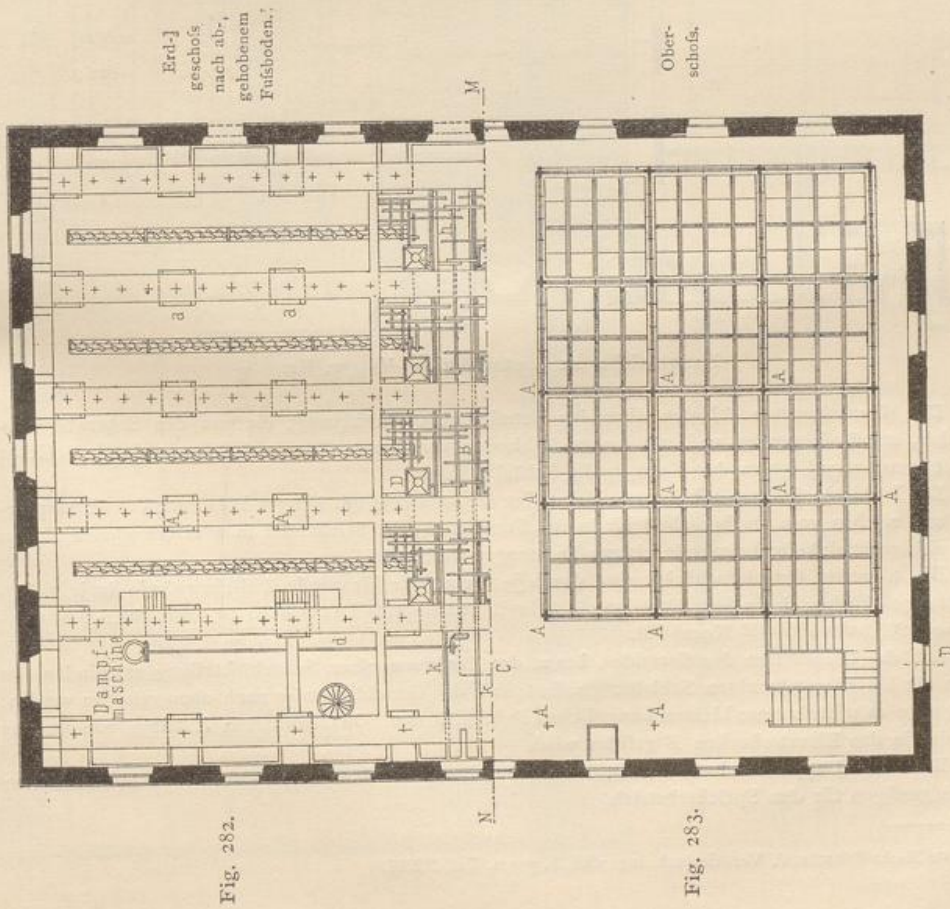 Erd-]
geschoſs
nach ab-,
gehobenem
Fuſsboden.
Ober-
schoſs.
M
a
a
A
A
D
B
h
h
Dampf-
maschine
d
k
k
C
N
A
A
A
A
A
A
A
A
A
A
A
n
Fig. 282.
Fig. 283.